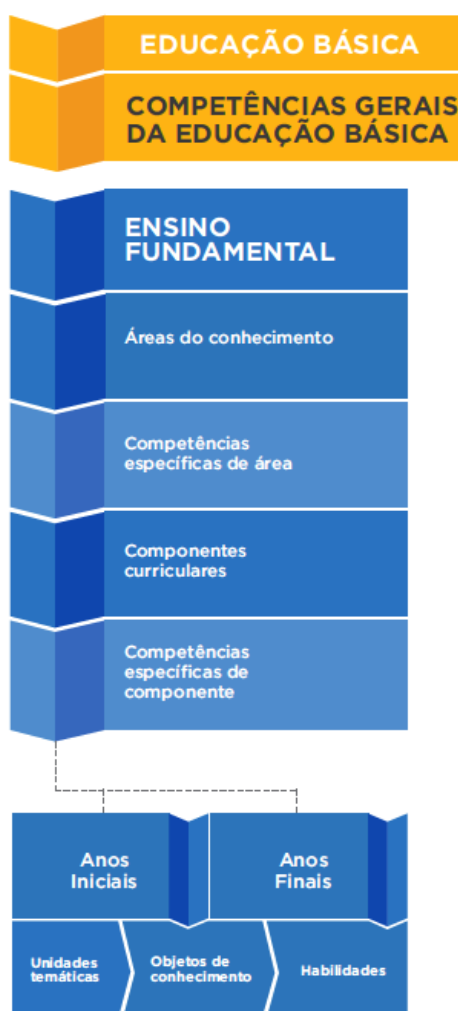 EDUCAÇÃO BÁSICA
COMPETÊNCIAS GERAIS
DA EDUCAÇÃO BÁSICA
ENSINO
FUNDAMENTAL
Áreas do conhecimento
Competências
específicas de área
Componentes
curriculares
Competências
específicas de
componente
Anos
Iniciais
Anos
Finais
Unidades
temáticas
Objetos de
conhecimento
Habilidades